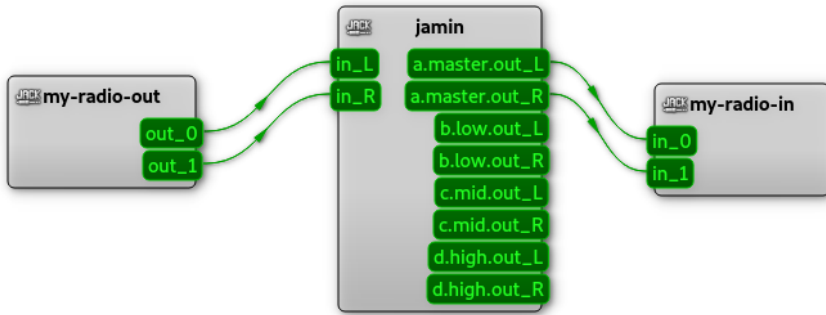 JACK my-radio-out
out_0
out_1
JACK jamin
in_L
in_R
a.master.out_L
a.master.out_R
b.low.out_L
b.low.out_R
c.mid.out_L
c.mid.out_R
d.high.out_L
d.high.out_R
JACK my-radio-in
in_0
in_1